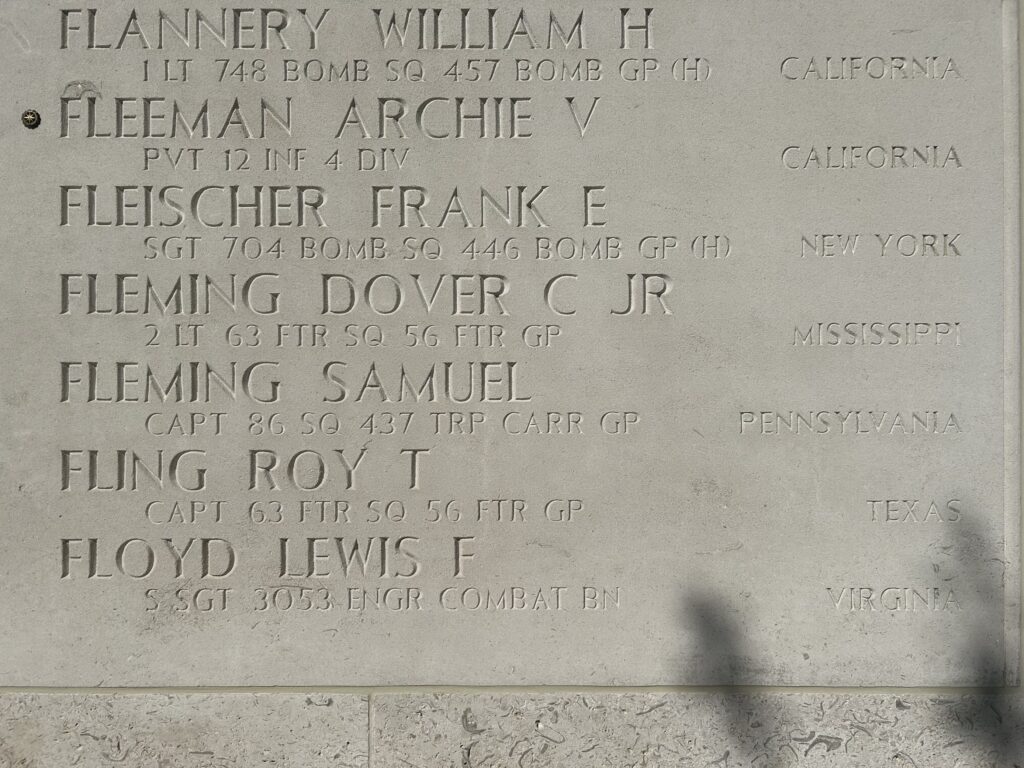 FLANNERY WILLIAM H
1 LT 748 BOMB SQ 457 BOMB GP (H) CALIFORNIA
FLEEMAN ARCHIE V
PVT 12 INF 4 DIV CALIFORNIA
FLEISCHER FRANK E
SGT 704 BOMB SQ 446 BOMB GP (H) NEW YORK
FLEMING DOVER C JR
2 LT 63 FTR SQ 56 FTR GP MISSISSIPPI
FLEMING SAMUEL
CAPT 86 SQ 437 TRP CARR GP PENNSYLVANIA
FLING ROY T
CAPT 63 FTR SQ 56 FTR GP TEXAS
FLOYD LEWIS F
S SGT 3053 ENGR COMBAT BN VIRGINIA